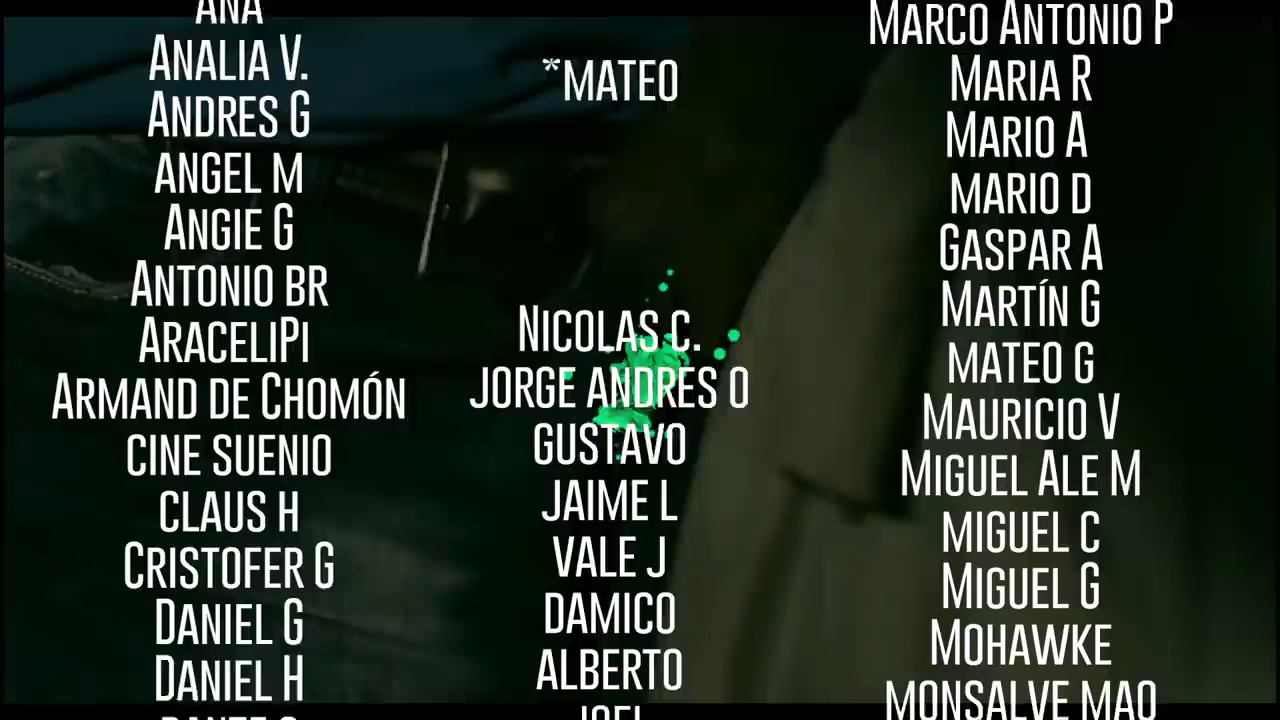 ANA
ANALIA V.
ANDRES G
ANGEL M
ANGIE G
ANTONIO BR
ARACELIPI
ARMAND DE CHOMÓN
CINE SUENIO
CLAUS H
CRISTOFER G
DANIEL G
DANIEL H
*MATEO
NICOLAS C.
JORGE ANDRES O
GUSTAVO
JAIME L
VALE J
DAMICO
ALBERTO
JOEL
MARCO ANTONIO P
MARIA R
MARIO A
MARIO D
GASPAR A
MARTÍN G
MATEO G
MAURICIO V
MIGUEL ALE M
MIGUEL C
MIGUEL G
MOHAWKE
MONSALVE MAO